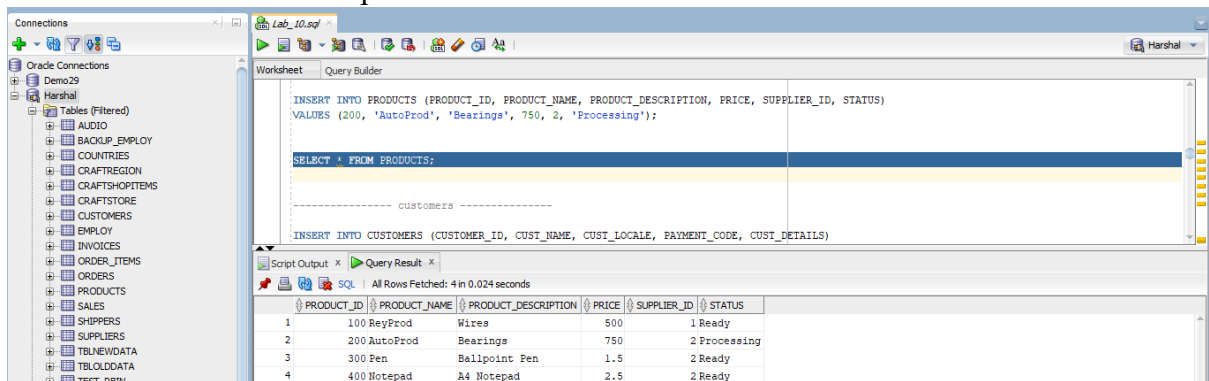 Connections
Oracle Connections
Demo29
Harshal
Tables (Filtered)
AUDIO
BACKUP_EMPLOY
COUNTRIES
CRAFTREGION
CRAFTSHOPITEMS
CRAFTSTORE
CUSTOMERS
EMPLOY
INVOICES
ORDER_ITEMS
ORDERS
PRODUCTS
SALES
SHIPPERS
SUPPLIERS
TBLNEWDATA
TBLOLDDATA
Lab_10.sql
Harshal
Worksheet Query Builder
INSERT INTO PRODUCTS (PRODUCT_ID, PRODUCT_NAME, PRODUCT_DESCRIPTION, PRICE, SUPPLIER_ID, STATUS)
VALUES (200, 'AutoProd', 'Bearings', 750, 2, 'Processing');
SELECT * FROM PRODUCTS;
---------------- customers ---------------
INSERT INTO CUSTOMERS (CUSTOMER_ID, CUST_NAME, CUST_LOCALE, PAYMENT_CODE, CUST_DETAILS)
Script Output x Query Result x
SQL | All Rows Fetched: 4 in 0.024 seconds
PRODUCT_ID PRODUCT_NAME PRODUCT_DESCRIPTION PRICE SUPPLIER_ID STATUS
1 100 ReyProd Wires 500 1 Ready
2 200 AutoProd Bearings 750 2 Processing
3 300 Pen Ballpoint Pen 1.5 2 Ready
4 400 Notepad A4 Notepad 2.5 2 Ready